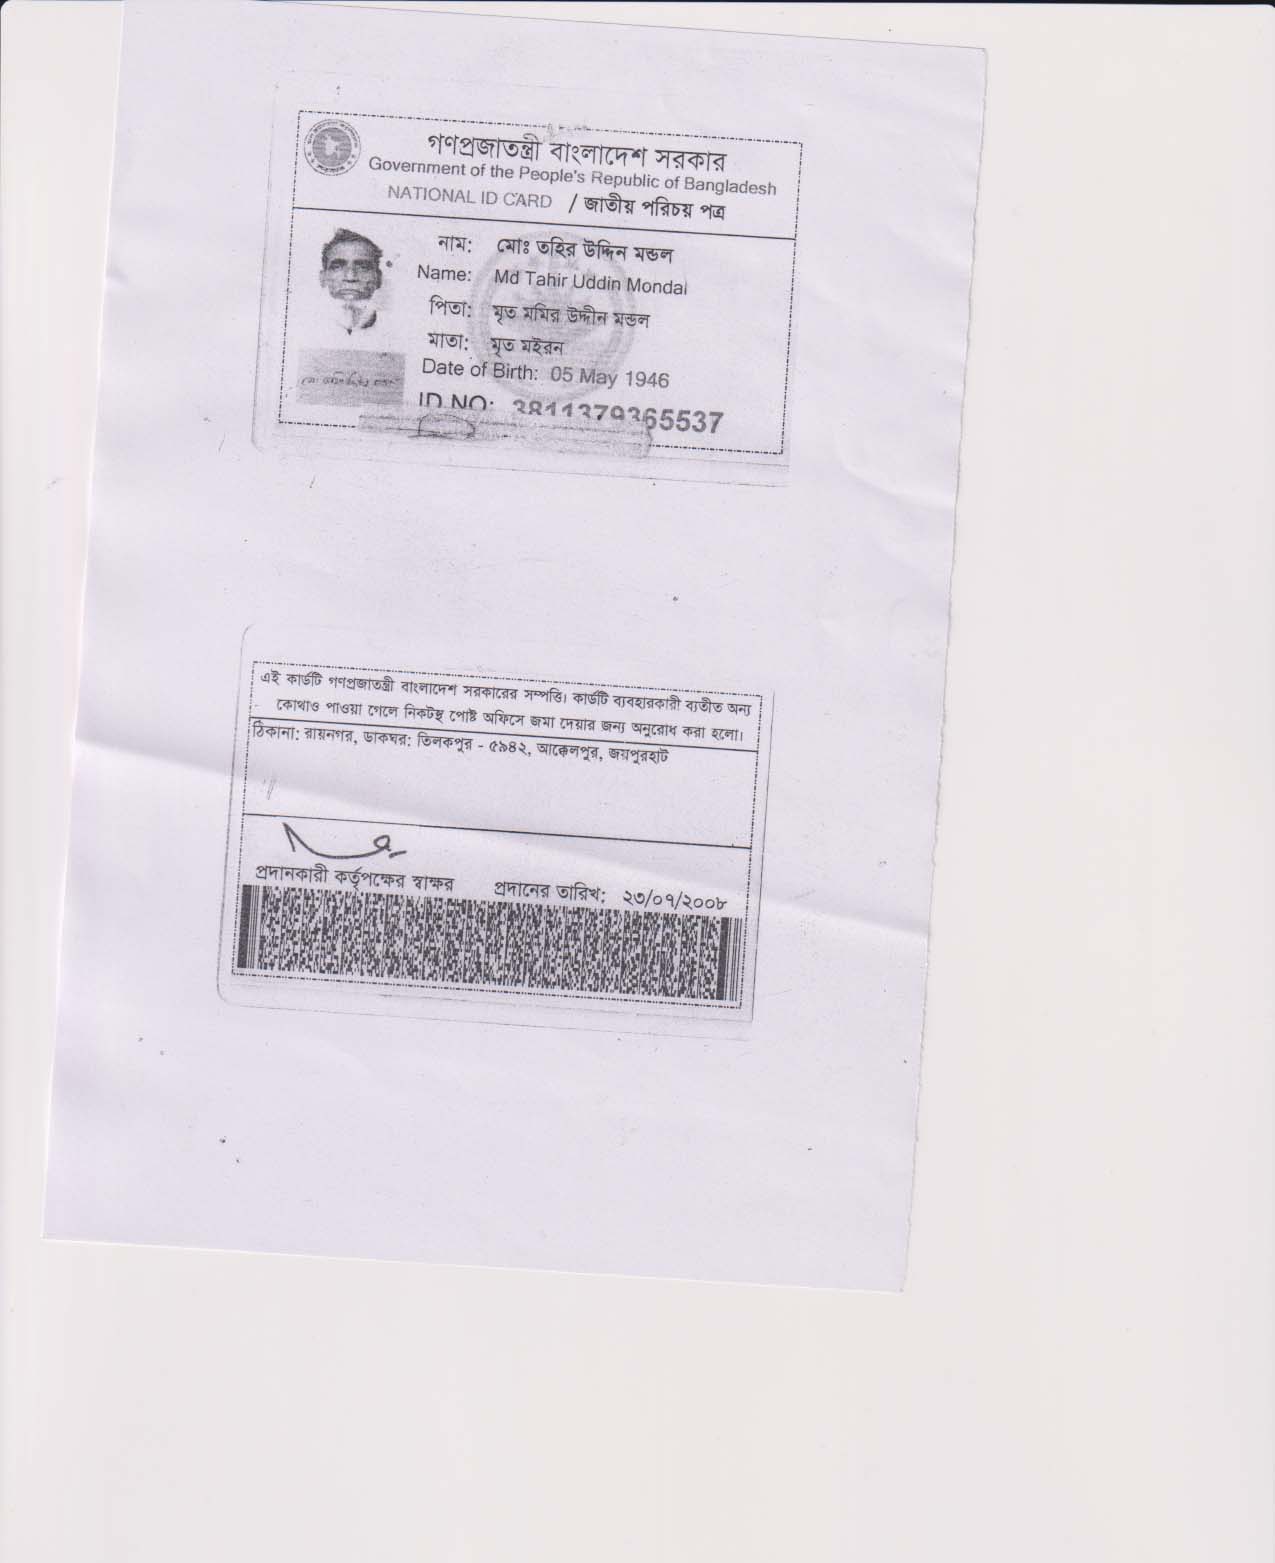 গণপ্রজাতন্ত্রী বাংলাদেশ সরকার
Government of the People's Republic of Bangladesh
NATIONAL ID CARD / জাতীয় পরিচয় পত্র
নাম: মোঃ তহির উদ্দিন মন্ডল
Name: Md Tahir Uddin Mondal
পিতা: মৃত মমির উদ্দীন মন্ডল
মাতা: মৃত মইরন
Date of Birth: 05 May 1946
ID NO: 3811379365537
এই কার্ডটি গণপ্রজাতন্ত্রী বাংলাদেশ সরকারের সম্পত্তি। কার্ডটি ব্যবহারকারী ব্যতীত অন্য
কোথাও পাওয়া গেলে নিকটস্থ পোষ্ট অফিসে জমা দেয়ার জন্য অনুরোধ করা হলো।
ঠিকানা: রায়নগর, ডাকঘর: তিলকপুর - ৫৯৪২, আক্কেলপুর, জয়পুরহাট
প্রদানকারী কর্তৃপক্ষের স্বাক্ষর প্রদানের তারিখ: ২৩/০৭/২০০৮